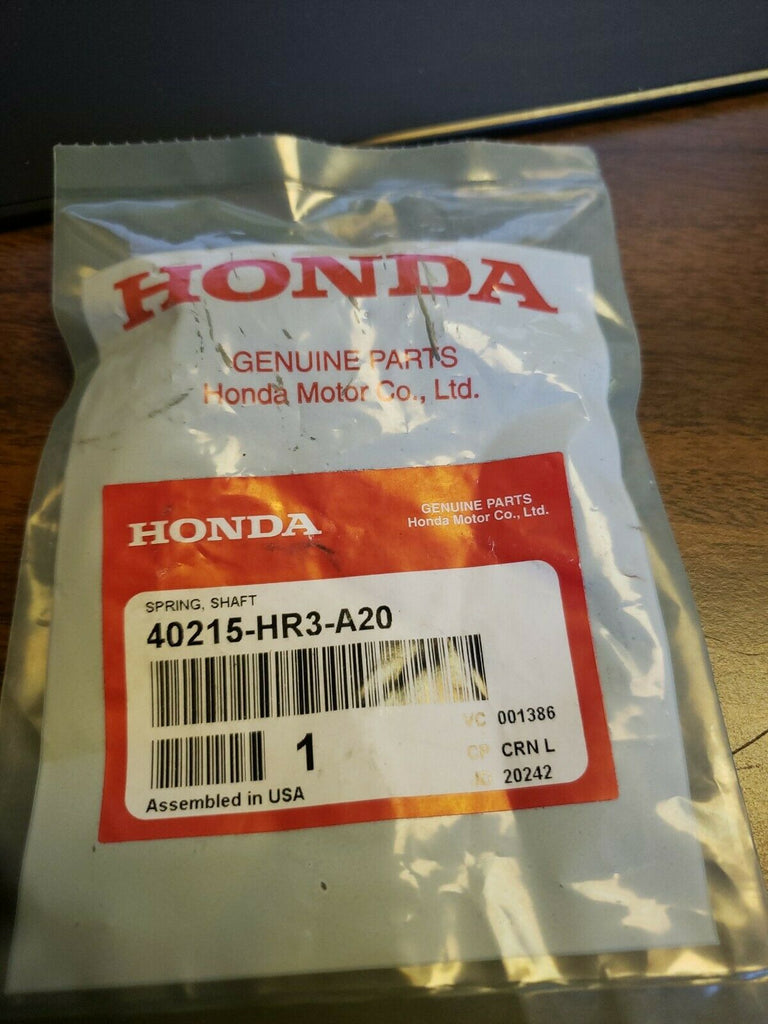 HONDA
GENUINE PARTS
Honda Motor Co., Ltd.
HONDA
GENUINE PARTS
Honda Motor Co., Ltd.
SPRING, SHAFT
40215-HR3-A20
VC 001386
1
CP CRN L
20242
Assembled in USA